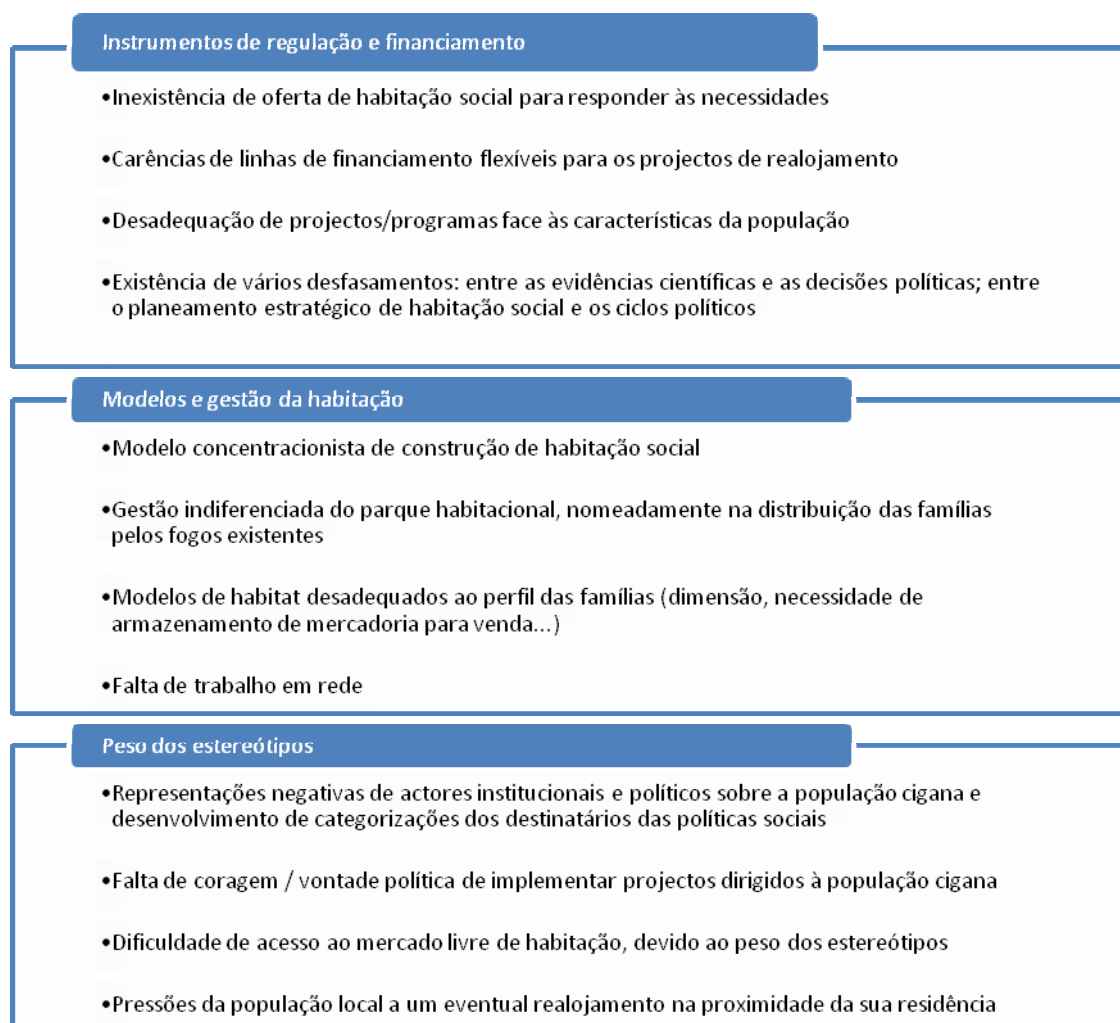 Instrumentos de regulação e financiamento
•Inexistência de oferta de habitação social para responder às necessidades
•Carências de linhas de financiamento flexíveis para os projectos de realojamento
•Desadequação de projectos/programas face às características da população
•Existência de vários desfasamentos: entre as evidências científicas e as decisões políticas; entre
o planeamento estratégico de habitação social e os ciclos políticos
Modelos e gestão da habitação
•Modelo concentracionista de construção de habitação social
•Gestão indiferenciada do parque habitacional, nomeadamente na distribuição das famílias
pelos fogos existentes
•Modelos de habitat desadequados ao perfil das famílias (dimensão, necessidade de
armazenamento de mercadoria para venda...)
•Falta de trabalho em rede
Peso dos estereótipos
•Representações negativas de actores institucionais e políticos sobre a população cigana e
desenvolvimento de categorizações dos destinatários das políticas sociais
•Falta de coragem / vontade política de implementar projectos dirigidos à população cigana
•Dificuldade de acesso ao mercado livre de habitação, devido ao peso dos estereótipos
•Pressões da população local a um eventual realojamento na proximidade da sua residência